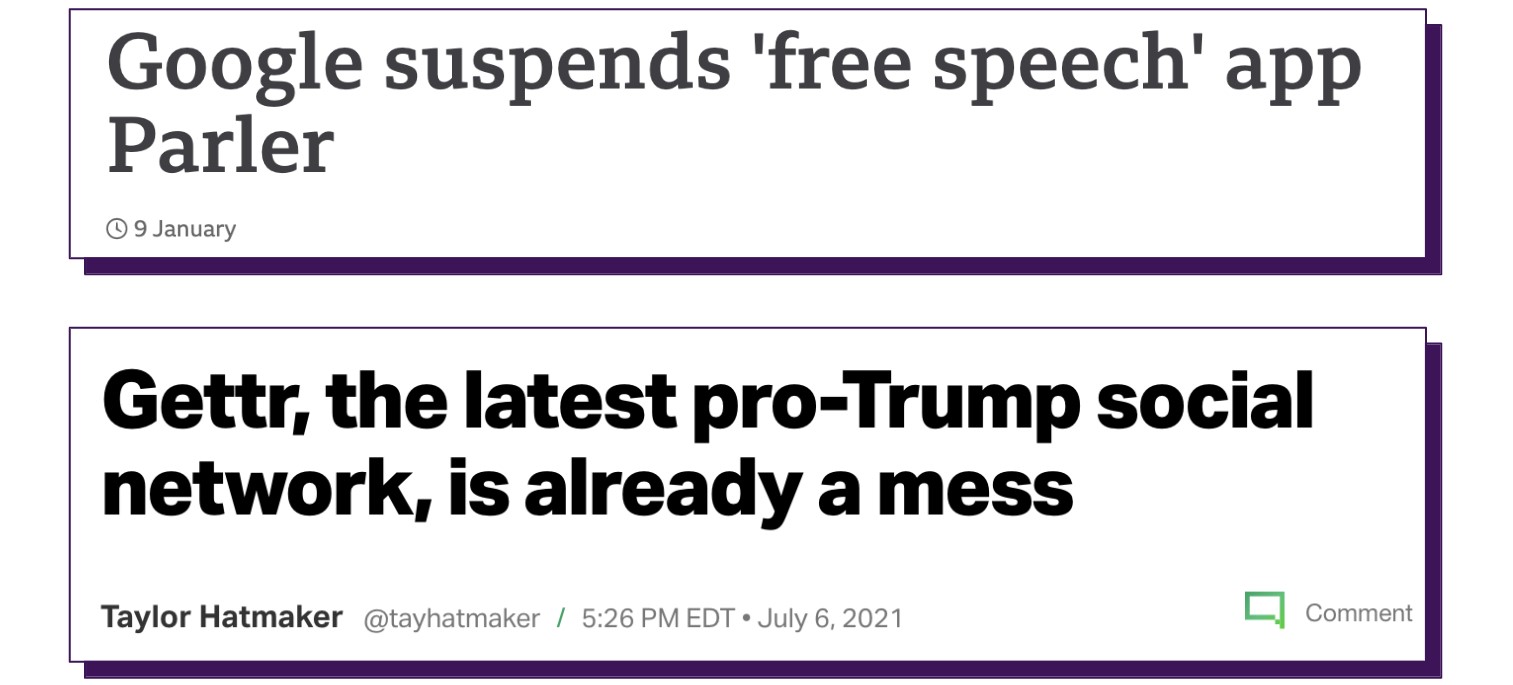 Google suspends 'free speech' app
Parler
9 January
Gettr, the latest pro-Trump social
network, is already a mess
Taylor Hatmaker @tayhatmaker / 5:26 PM EDT • July 6, 2021
Comment